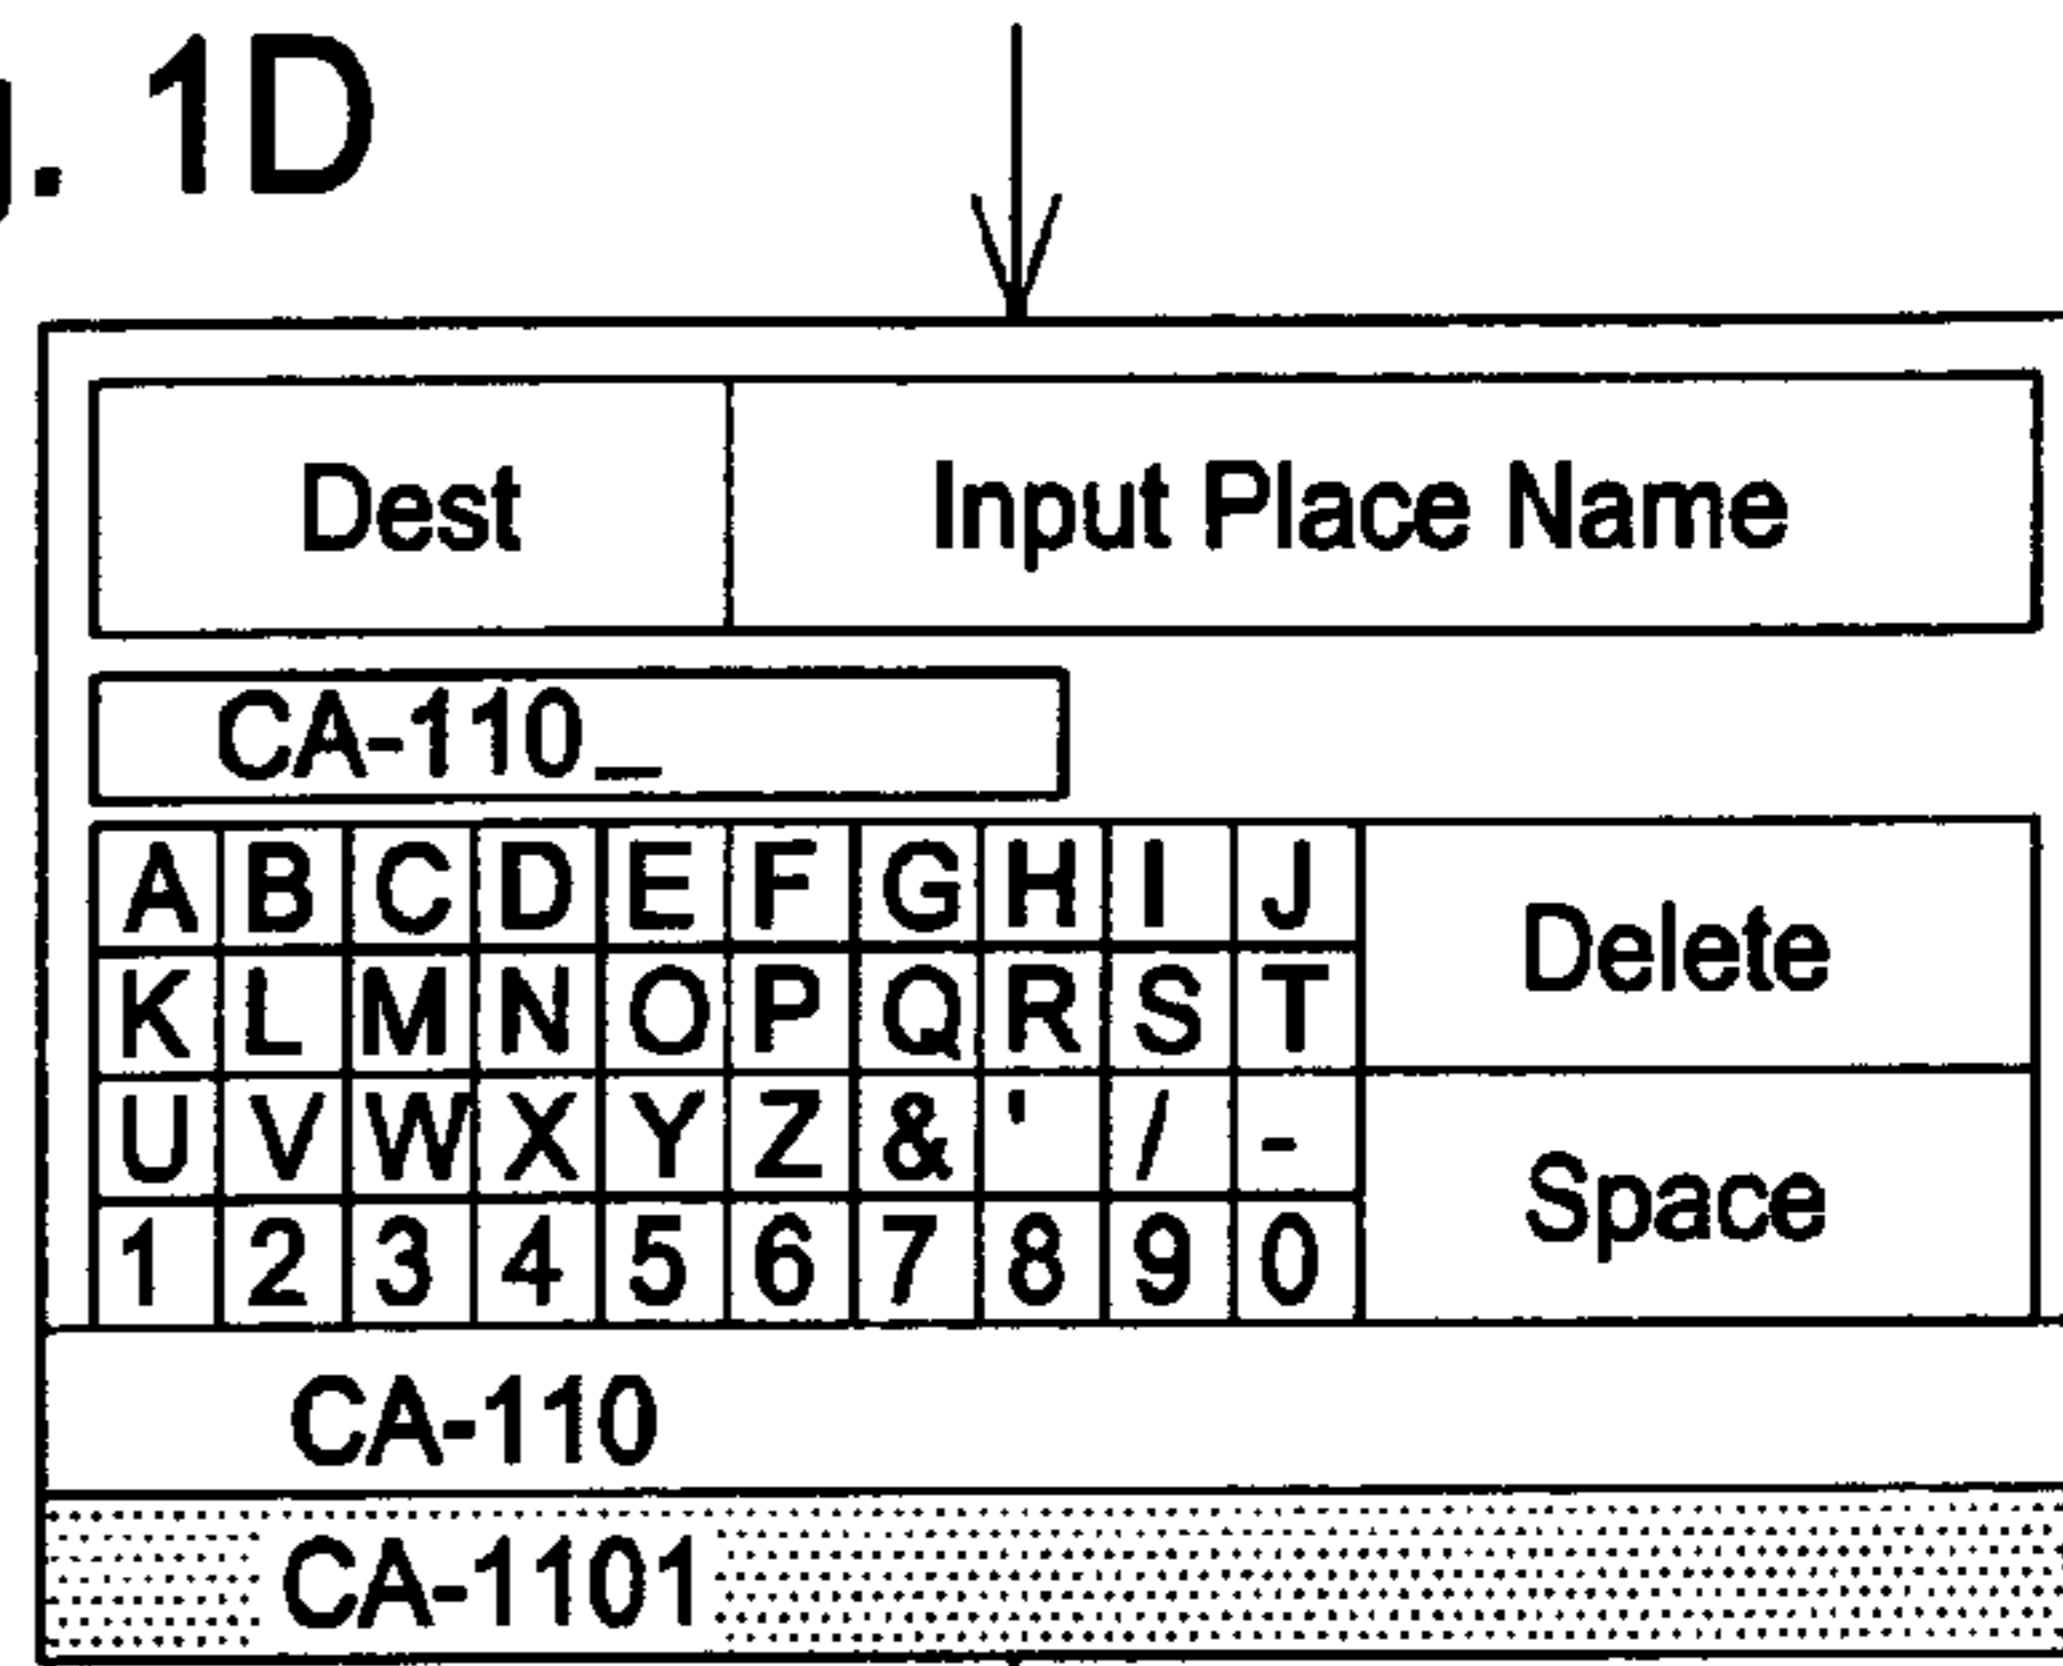 g. 1D
Dest Input Place Name
CA-110_
A B C D E F G H I J Delete
K L M N O P Q R S T
U V W X Y Z & ' / - Space
1 2 3 4 5 6 7 8 9 0
CA-110
CA-1101